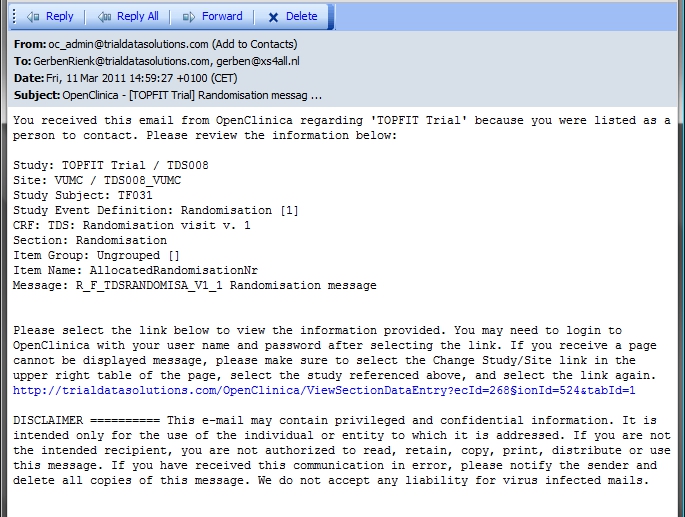 Reply Reply All Forward Delete
From: oc_admin@trialdatasolutions.com (Add to Contacts)
To: GerbenRienk@trialdatasolutions.com, gerben@xs4all.nl
Date: Fri, 11 Mar 2011 14:59:27 +0100 (CET)
Subject: OpenClinica - [TOPFIT Trial] Randomisation messag ...
You received this email from OpenClinica regarding 'TOPFIT Trial' because you were listed as a
person to contact. Please review the information below:
Study: TOPFIT Trial / TDS008
Site: VUMC / TDS008_VUMC
Study Subject: TF031
Study Event Definition: Randomisation [1]
CRF: TDS: Randomisation visit v. 1
Section: Randomisation
Item Group: Ungrouped []
Item Name: AllocatedRandomisationNr
Message: R_F_TDSRANDOMISA_V1_1 Randomisation message
Please select the link below to view the information provided. You may need to login to
OpenClinica with your user name and password after selecting the link. If you receive a page
cannot be displayed message, please make sure to select the Change Study/Site link in the
upper right table of the page, select the study referenced above, and select the link again.
http://trialdatasolutions.com/OpenClinica/ViewSectionDataEntry?ecId=268§ionId=524&tabId=1
DISCLAIMER ========== This e-mail may contain privileged and confidential information. It is
intended only for the use of the individual or entity to which it is addressed. If you are not
the intended recipient, you are not authorized to read, retain, copy, print, distribute or use
this message. If you have received this communication in error, please notify the sender and
delete all copies of this message. We do not accept any liability for virus infected mails.